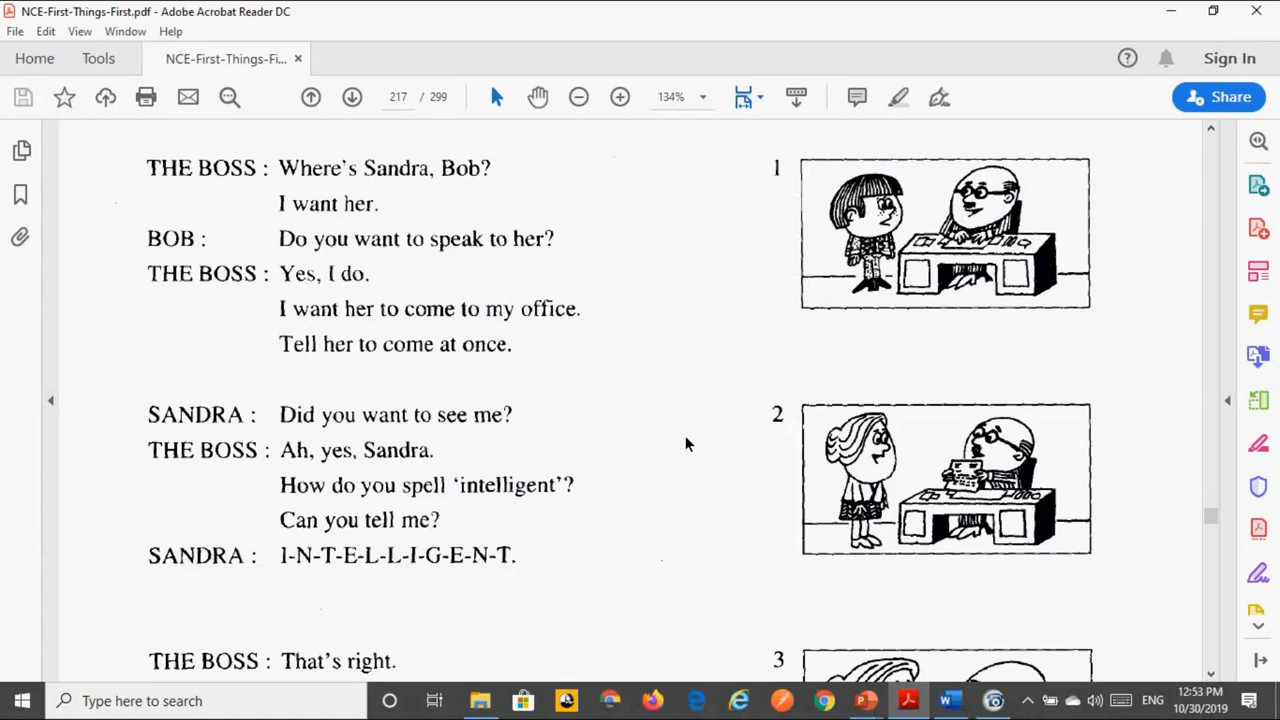 NCE-First-Things-First.pdf - Adobe Acrobat Reader DC
File Edit View Window Help
Home Tools NCE-First-Things-Fi... × Sign In
217 / 299 134% Share
THE BOSS : Where's Sandra, Bob?
I want her.
BOB : Do you want to speak to her?
THE BOSS : Yes, I do.
I want her to come to my office.
Tell her to come at once.
1
SANDRA : Did you want to see me?
THE BOSS : Ah, yes, Sandra.
How do you spell 'intelligent'?
Can you tell me?
SANDRA : I-N-T-E-L-L-I-G-E-N-T.
2
THE BOSS : That's right.
3
Type here to search
ENG
12:53 PM
10/30/2019